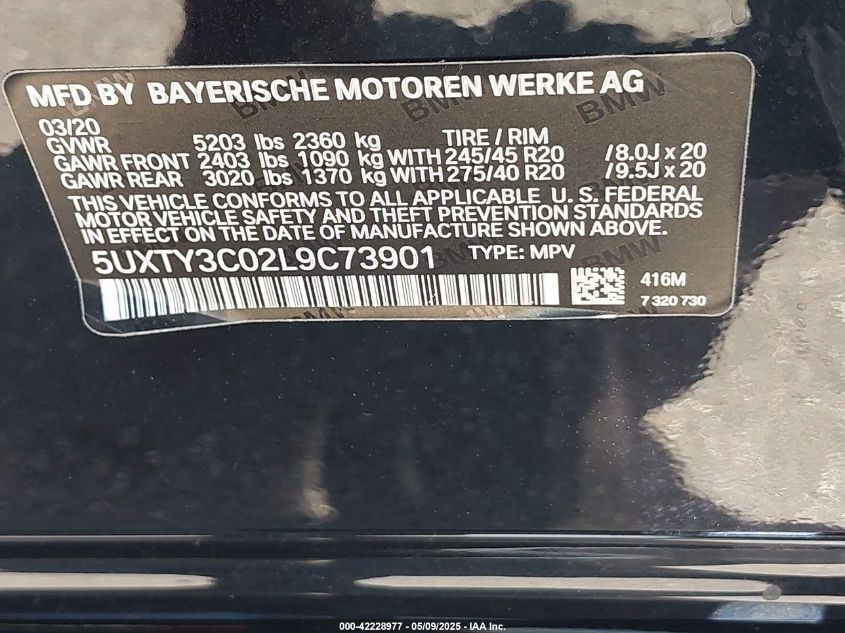 MFD BY BAYERISCHE MOTOREN WERKE AG
03/20
GVWR 5203 lbs 2360 kg TIRE / RIM
GAWR FRONT 2403 lbs 1090 kg WITH 245/45 R20 /8.0J x 20
GAWR REAR 3020 lbs 1370 kg WITH 275/40 R20 /9.5J x 20
THIS VEHICLE CONFORMS TO ALL APPLICABLE U. S. FEDERAL
MOTOR VEHICLE SAFETY AND THEFT PREVENTION STANDARDS
IN EFFECT ON THE DATE OF MANUFACTURE SHOWN ABOVE.
5UXTY3C02L9C73901 TYPE: MPV
416M
7 320 730
000-42228977 - 05/09/2025 - IAA Inc.